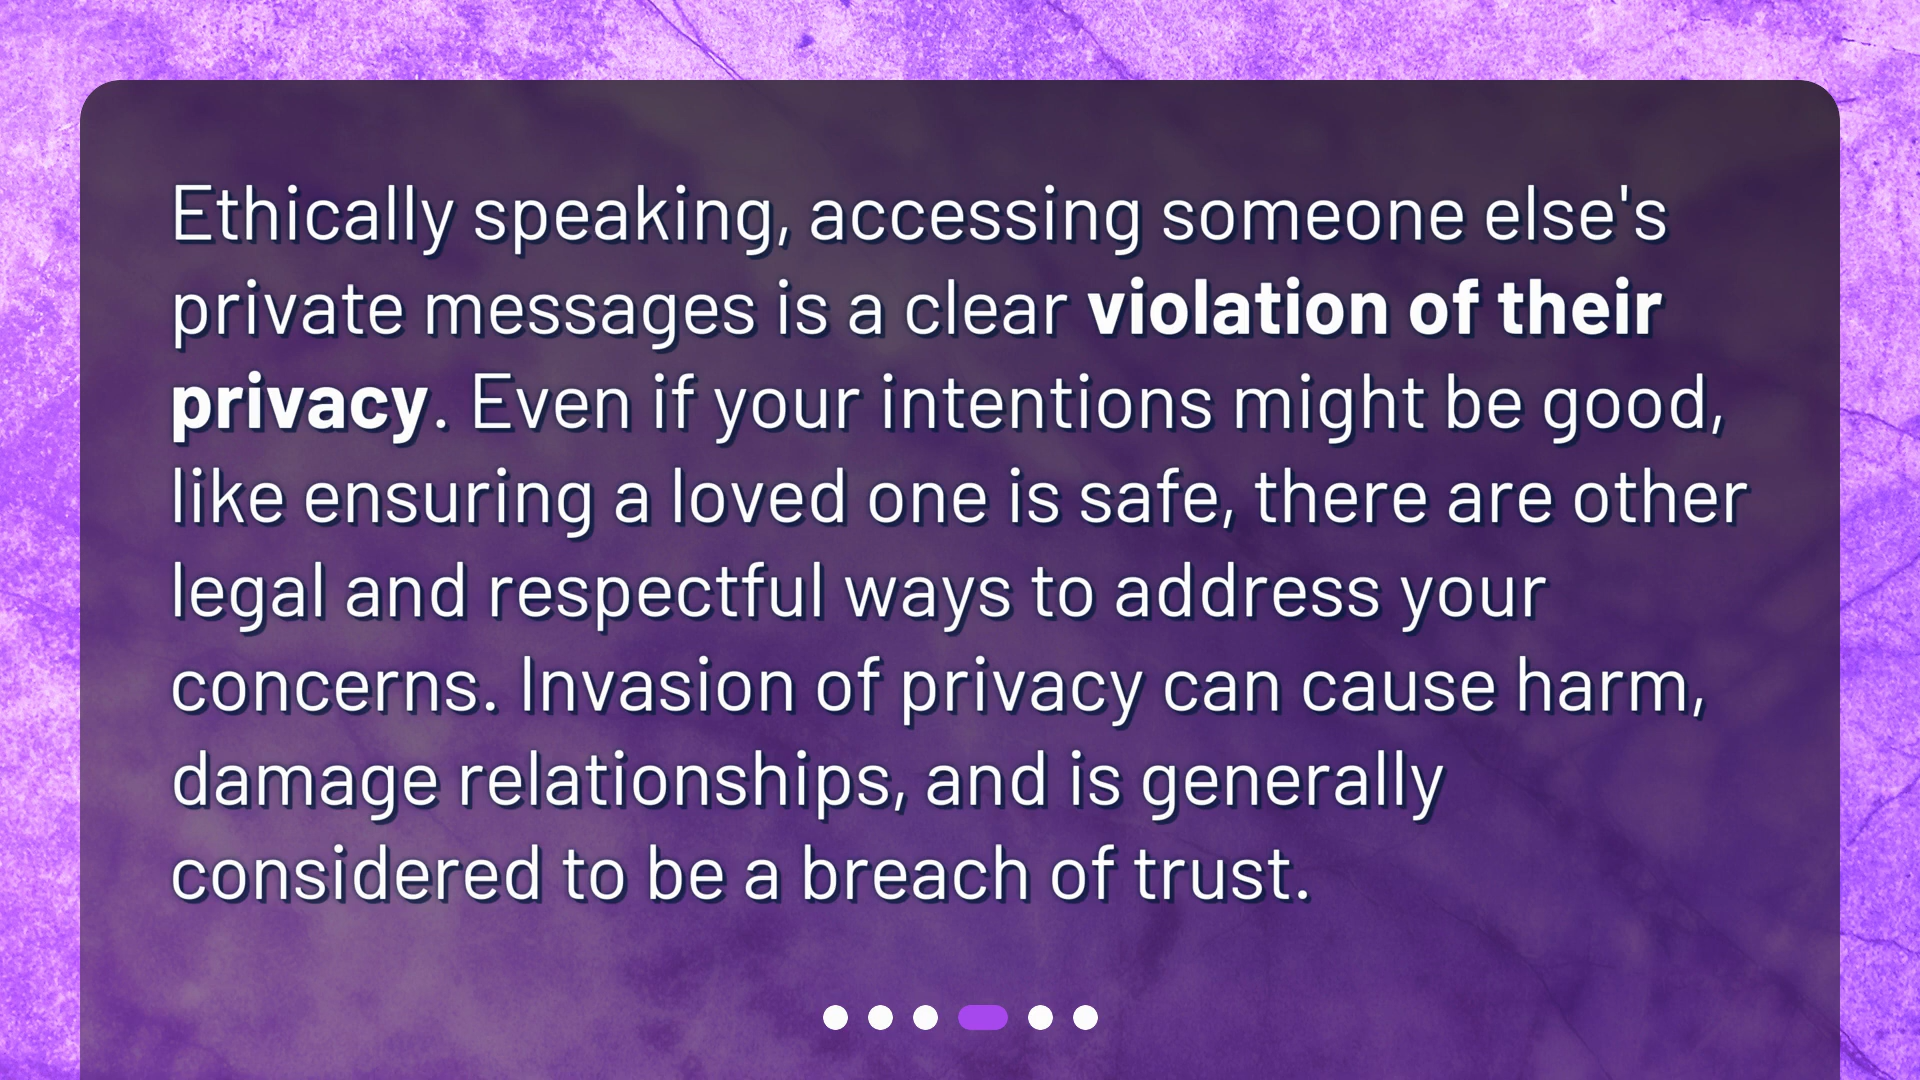 Ethically speaking, accessing someone else's
private messages is a clear violation of their
privacy. Even if your intentions might be good,
like ensuring a loved one is safe, there are other
legal and respectful ways to address your
concerns. Invasion of privacy can cause harm,
damage relationships, and is generally
considered to be a breach of trust.